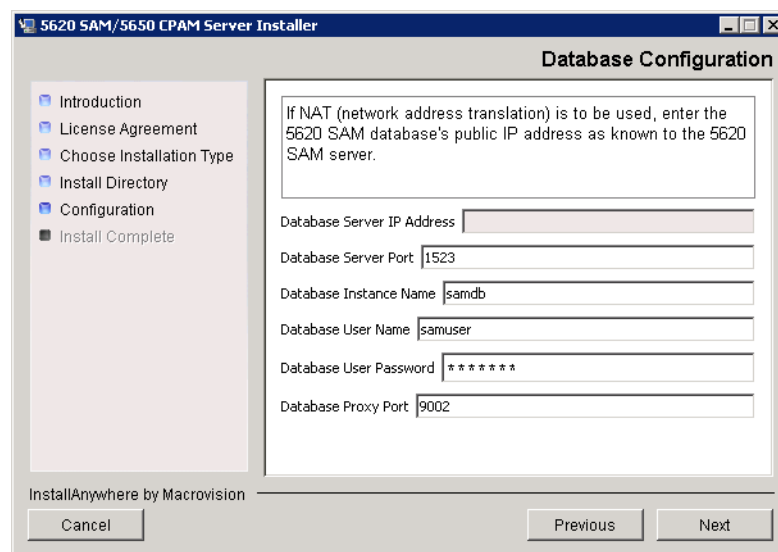 5620 SAM/5650 CPAM Server Installer
Database Configuration
Introduction
License Agreement
Choose Installation Type
Install Directory
Configuration
Install Complete
If NAT (network address translation) is to be used, enter the
5620 SAM database's public IP address as known to the 5620
SAM server.
Database Server IP Address
Database Server Port 1523
Database Instance Name samdb
Database User Name samuser
Database User Password *******
Database Proxy Port 9002
InstallAnywhere by Macrovision
Cancel
Previous
Next